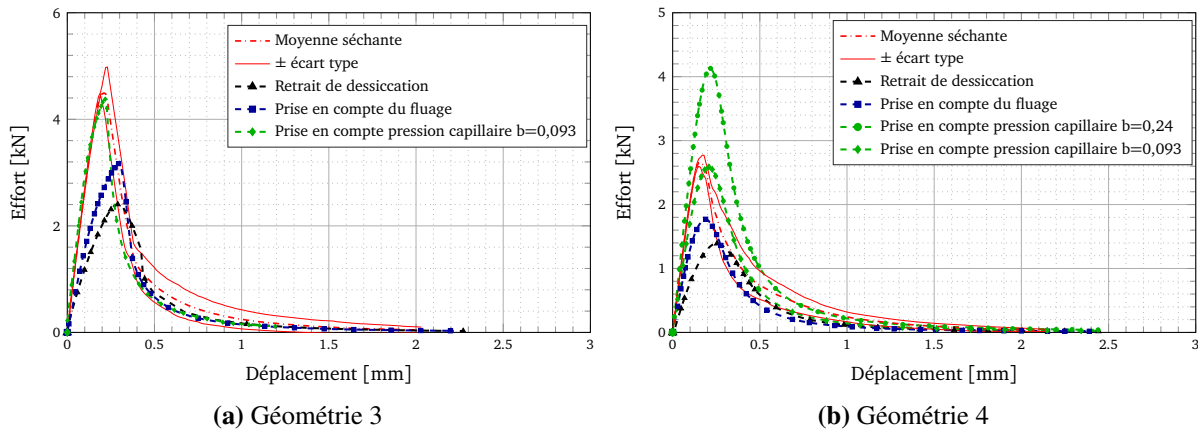 Effort [kN]
6
4
2
0
0
0.5
1
1.5
2
2.5
3
Déplacement [mm]
Moyenne séchante
± écart type
Retrait de dessiccation
Prise en compte du fluage
Prise en compte pression capillaire b=0,093
(a) Géométrie 3
Effort [kN]
5
4
3
2
1
0
0
0.5
1
1.5
2
2.5
3
Déplacement [mm]
Moyenne séchante
± écart type
Retrait de dessiccation
Prise en compte du fluage
Prise en compte pression capillaire b=0,24
Prise en compte pression capillaire b=0,093
(b) Géométrie 4